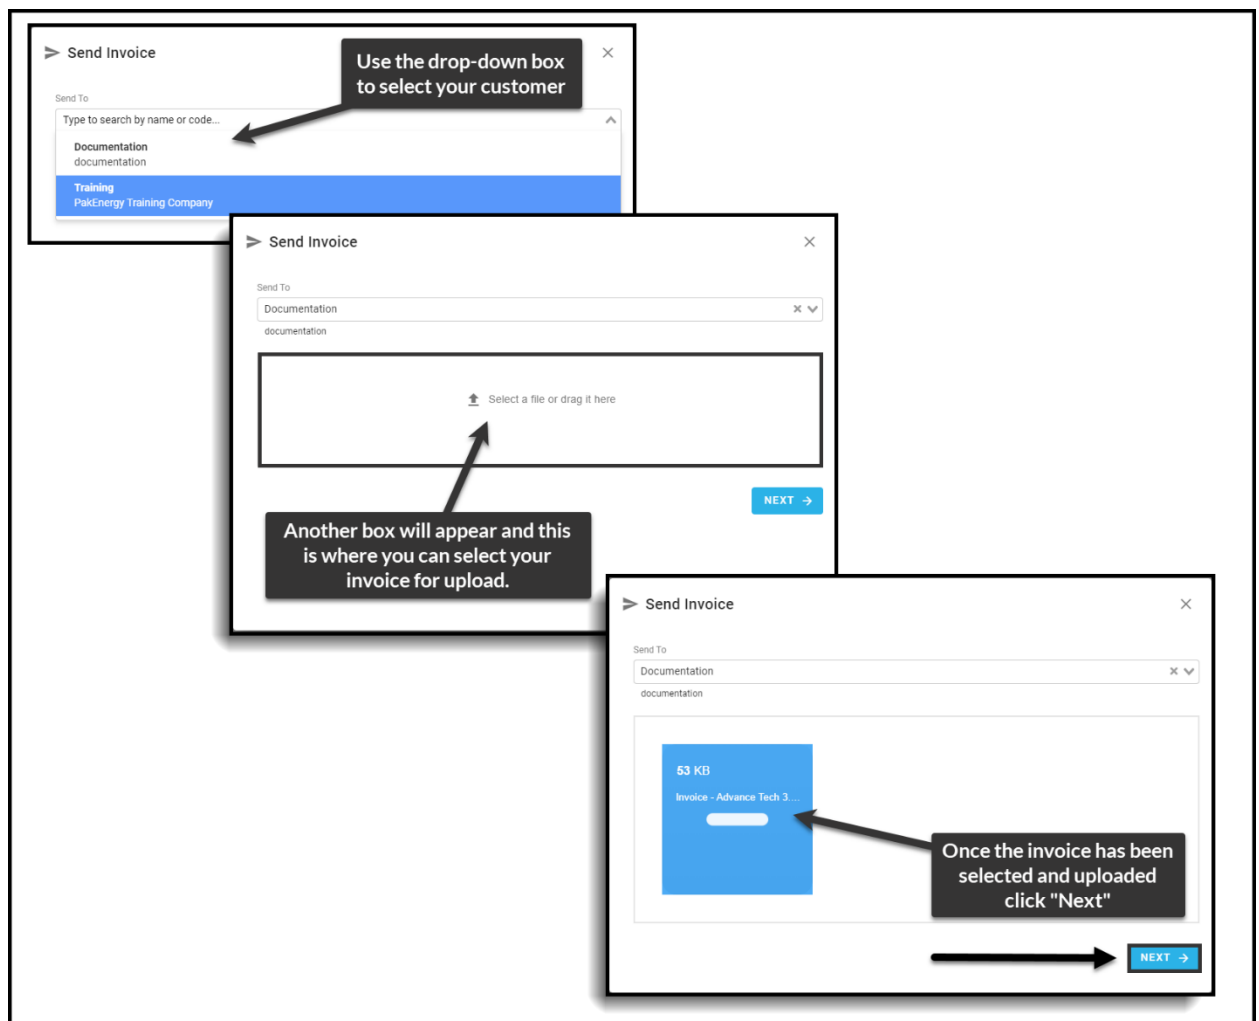 Send Invoice
Use the drop-down box
to select your customer
Send To
Type to search by name or code...
Documentation
documentation
Training
PakEnergy Training Company
Send Invoice
Send To
Documentation
documentation
Select a file or drag it here
NEXT
Another box will appear and this
is where you can select your
invoice for upload.
Send Invoice
Send To
Documentation
documentation
53 KB
Invoice - Advance Tech 3....
Once the invoice has been
selected and uploaded
click "Next"
NEXT